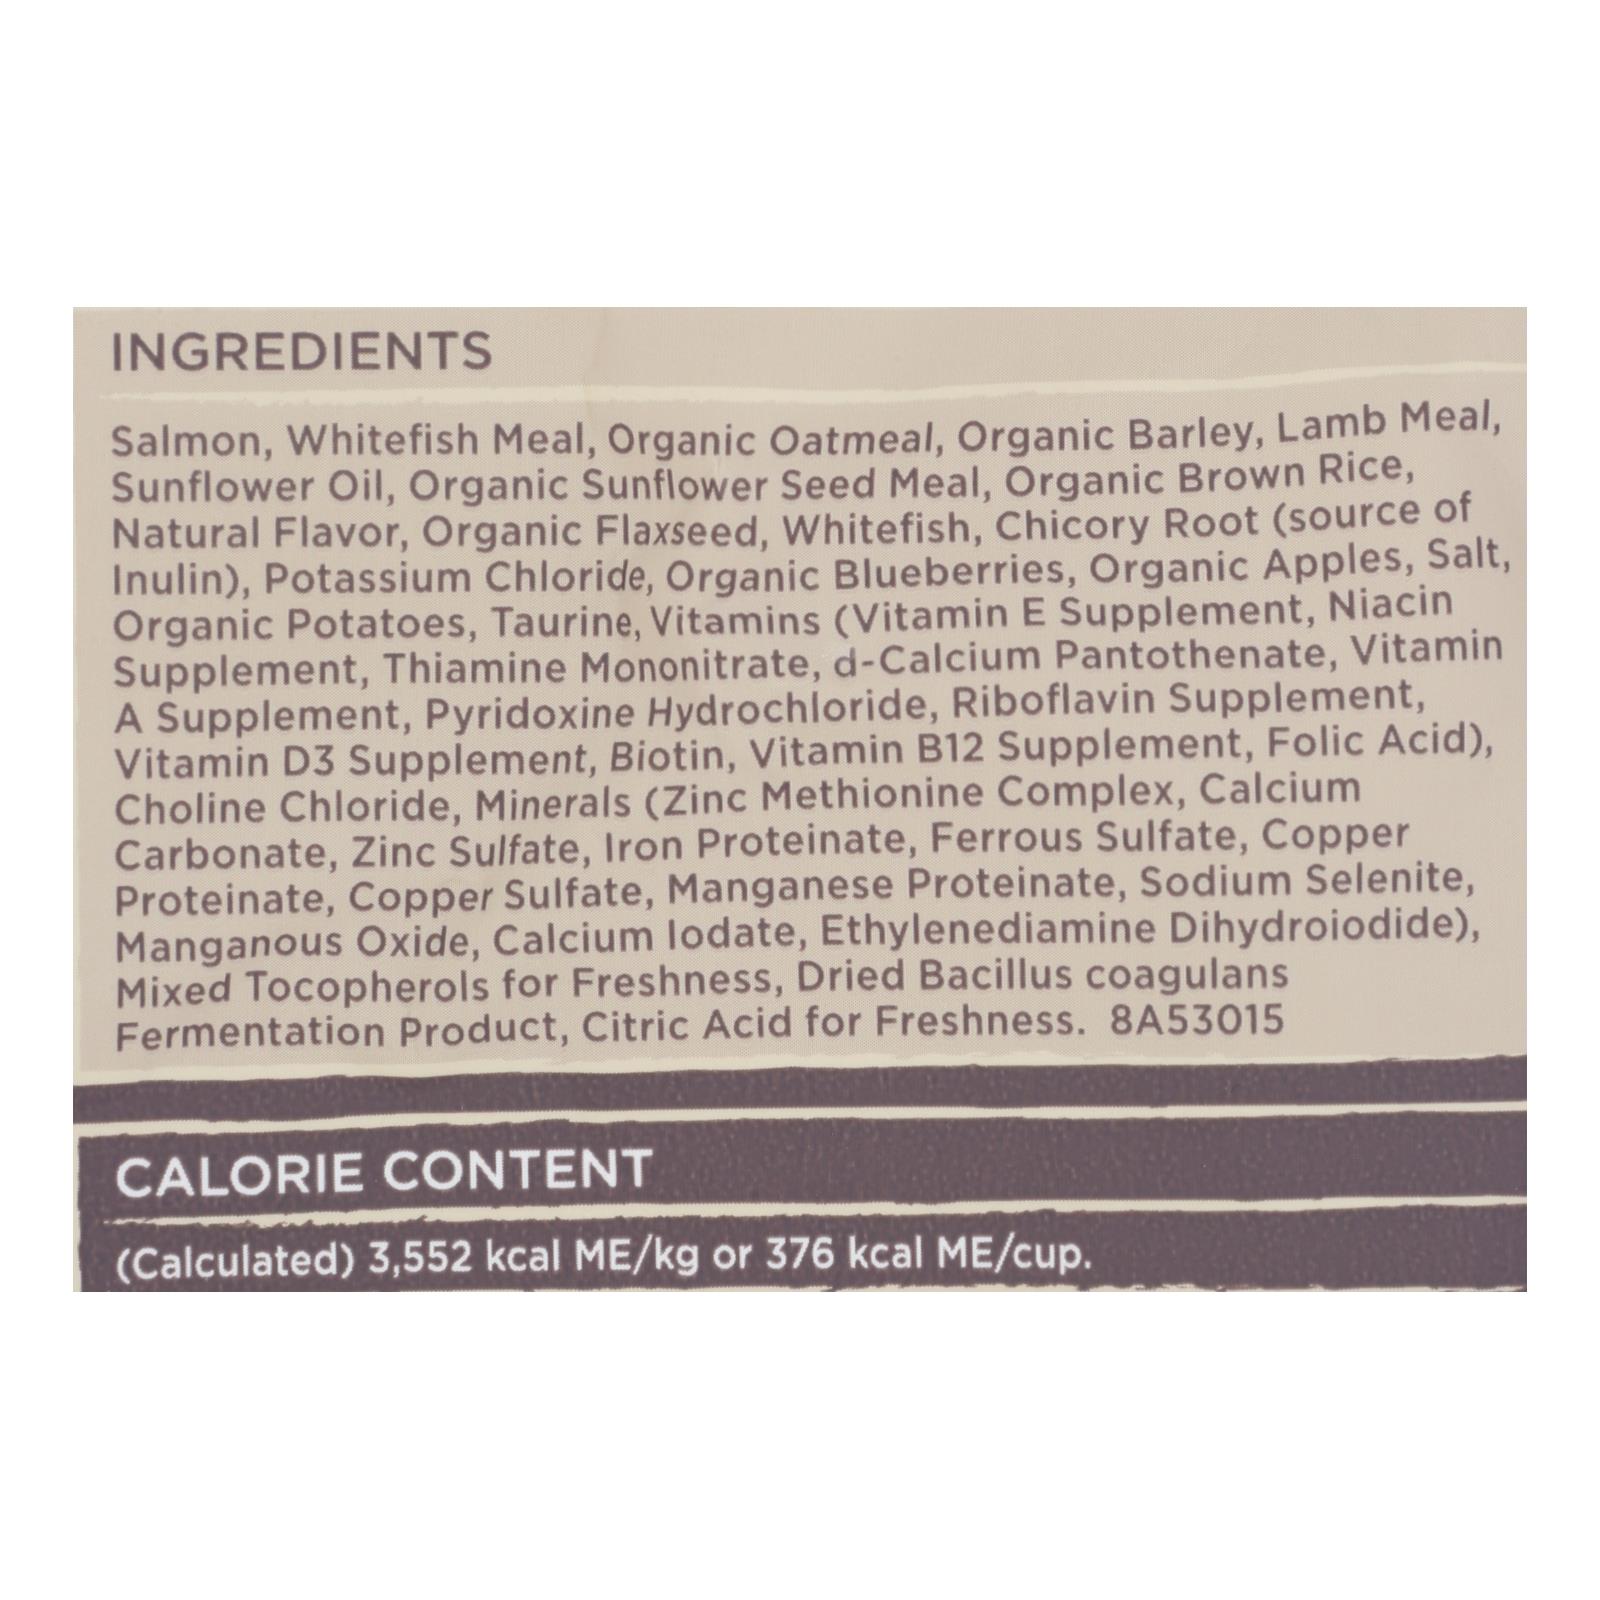 INGREDIENTS
Salmon, Whitefish Meal, Organic Oatmeal, Organic Barley, Lamb Meal,
Sunflower Oil, Organic Sunflower Seed Meal, Organic Brown Rice,
Natural Flavor, Organic Flaxseed, Whitefish, Chicory Root (source of
Inulin), Potassium Chloride, Organic Blueberries, Organic Apples, Salt,
Organic Potatoes, Taurine, Vitamins (Vitamin E Supplement, Niacin
Supplement, Thiamine Mononitrate, d-Calcium Pantothenate, Vitamin
A Supplement, Pyridoxine Hydrochloride, Riboflavin Supplement,
Vitamin D3 Supplement, Biotin, Vitamin B12 Supplement, Folic Acid),
Choline Chloride, Minerals (Zinc Methionine Complex, Calcium
Carbonate, Zinc Sulfate, Iron Proteinate, Ferrous Sulfate, Copper
Proteinate, Copper Sulfate, Manganese Proteinate, Sodium Selenite,
Manganous Oxide, Calcium Iodate, Ethylenediamine Dihydroiodide),
Mixed Tocopherols for Freshness, Dried Bacillus coagulans
Fermentation Product, Citric Acid for Freshness. 8A53015
CALORIE CONTENT
(Calculated) 3,552 kcal ME/kg or 376 kcal ME/cup.